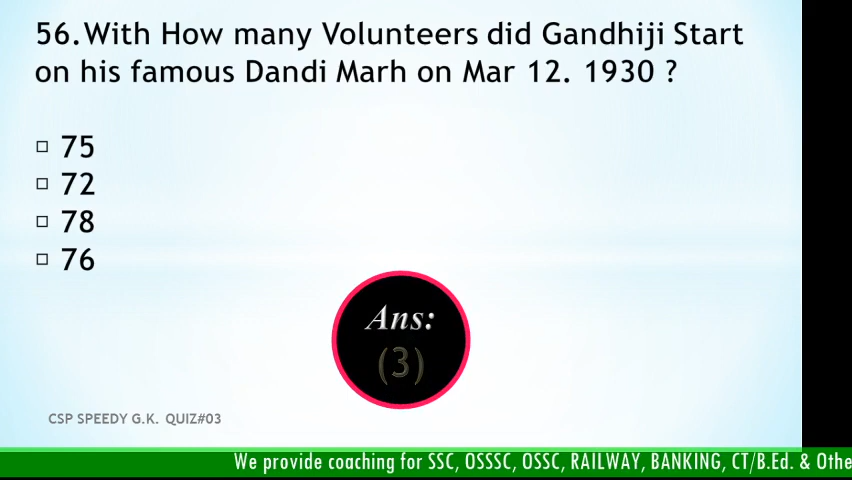 56.With How many Volunteers did Gandhiji Start
on his famous Dandi Marh on Mar 12. 1930 ?
75
72
78
76
Ans:
(3)
CSP SPEEDY G.K. QUIZ#03
We provide coaching for SSC, OSSSC, OSSC, RAILWAY, BANKING, CT/B.Ed. & Othe